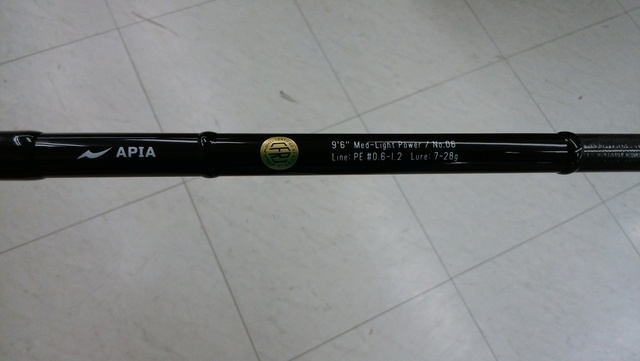 APIA
9'6" Med-Light Power / No.06
Line: PE #0.6-1.2 Lure: 7-28g